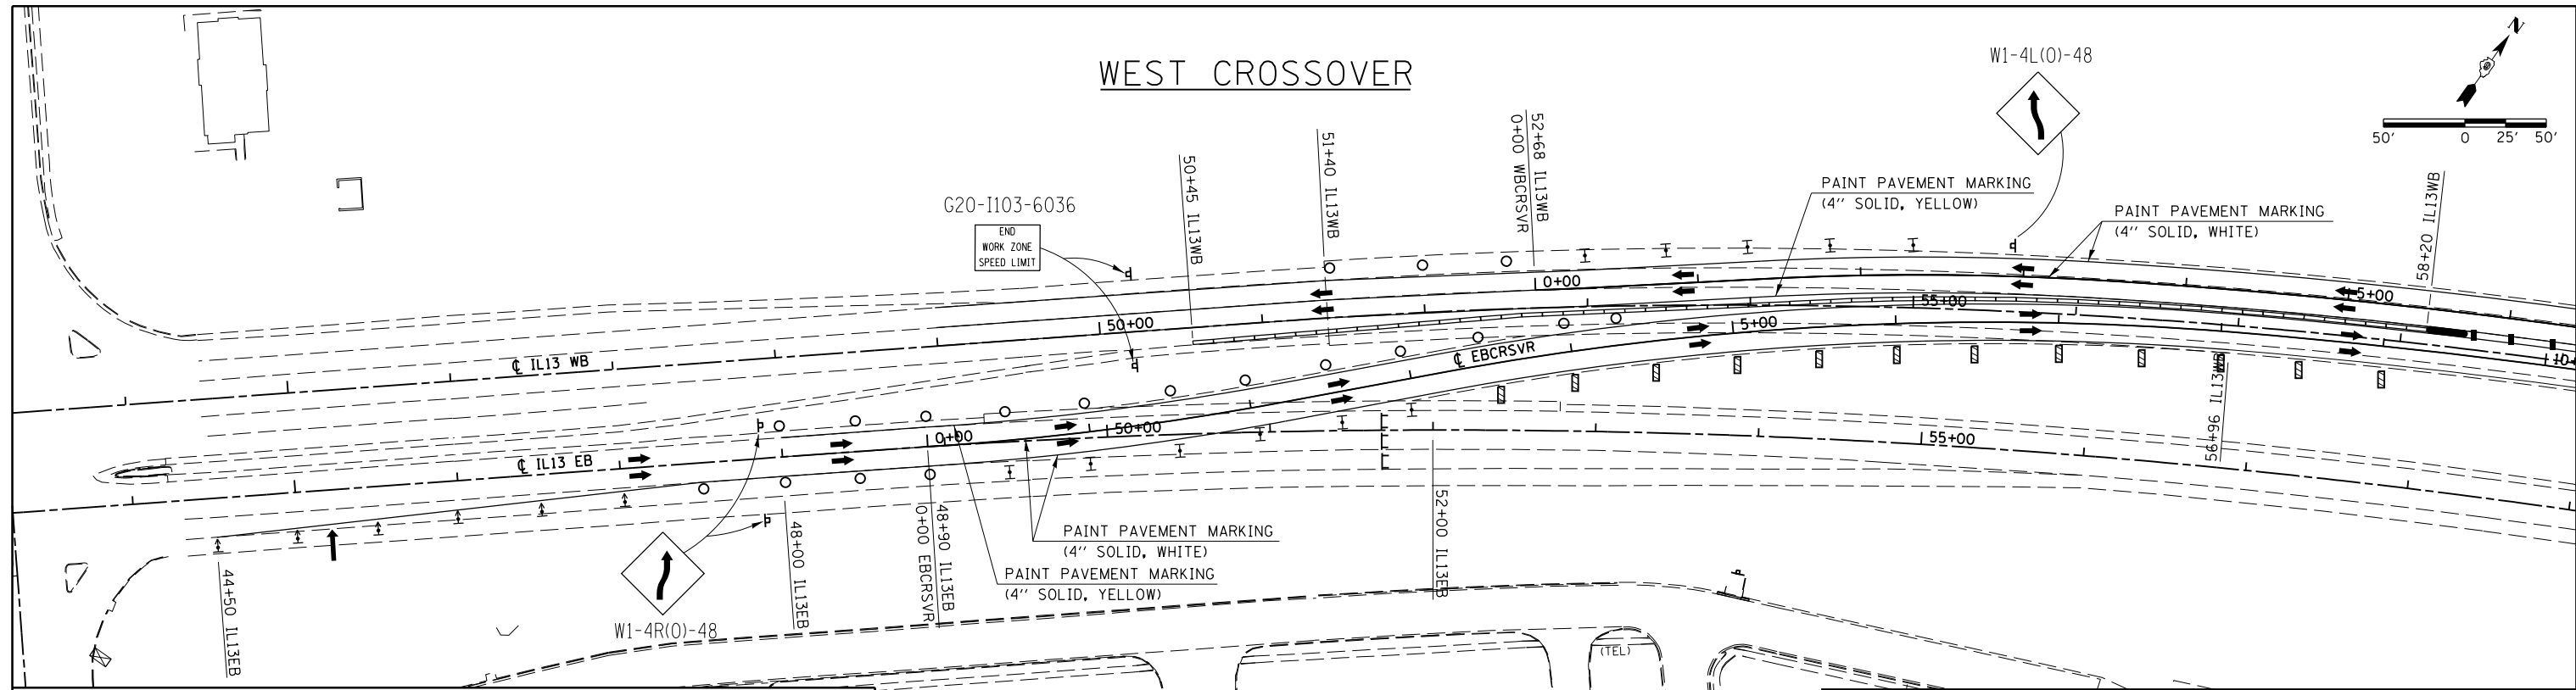 WEST CROSSOVER
W1-4L(O)-48
N
50' 0 25' 50'
G20-I103-6036
END
WORK ZONE
SPEED LIMIT
50+45 IL13WB
51+40 IL13WB
52+68 IL13WB
0+00 WBCRSVR
PAINT PAVEMENT MARKING
(4" SOLID, YELLOW)
PAINT PAVEMENT MARKING
(4" SOLID, WHITE)
58+20 IL13WB
0+00
5+00
55+00
50+00
5+00
℄ IL13 WB
℄ EBCRSVR
10+
56+96 IL13WB
50+00
0+00
55+00
℄ IL13 EB
44+50 IL13EB
W1-4R(O)-48
48+00 IL13EB
48+90 IL13EB
0+00 EBCRSVR
PAINT PAVEMENT MARKING
(4" SOLID, WHITE)
PAINT PAVEMENT MARKING
(4" SOLID, YELLOW)
52+00 IL13EB
(TEL)